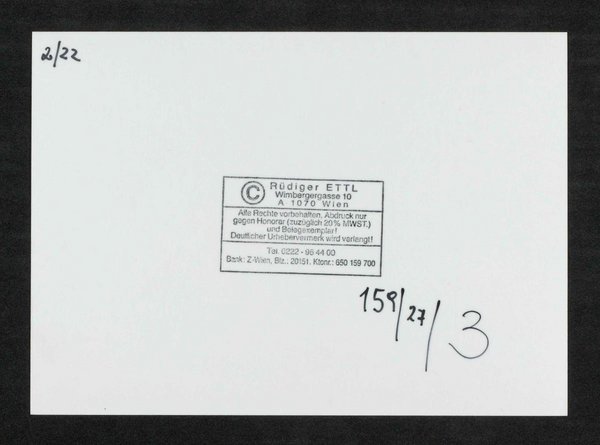 2/22
© Rüdiger ETTL
Wimbergergasse 10
A 1070 Wien
Alle Rechte vorbehalten. Abdruck nur
gegen Honorar (zuzüglich 20% MWST.)
und Belegexemplar!
Deutlicher Urhebervermerk wird verlangt!
Tel. 0222 - 96 44 00
Bank: Z-Wien, Blz.: 20151, Ktonr.: 650 159 700
159/27/3